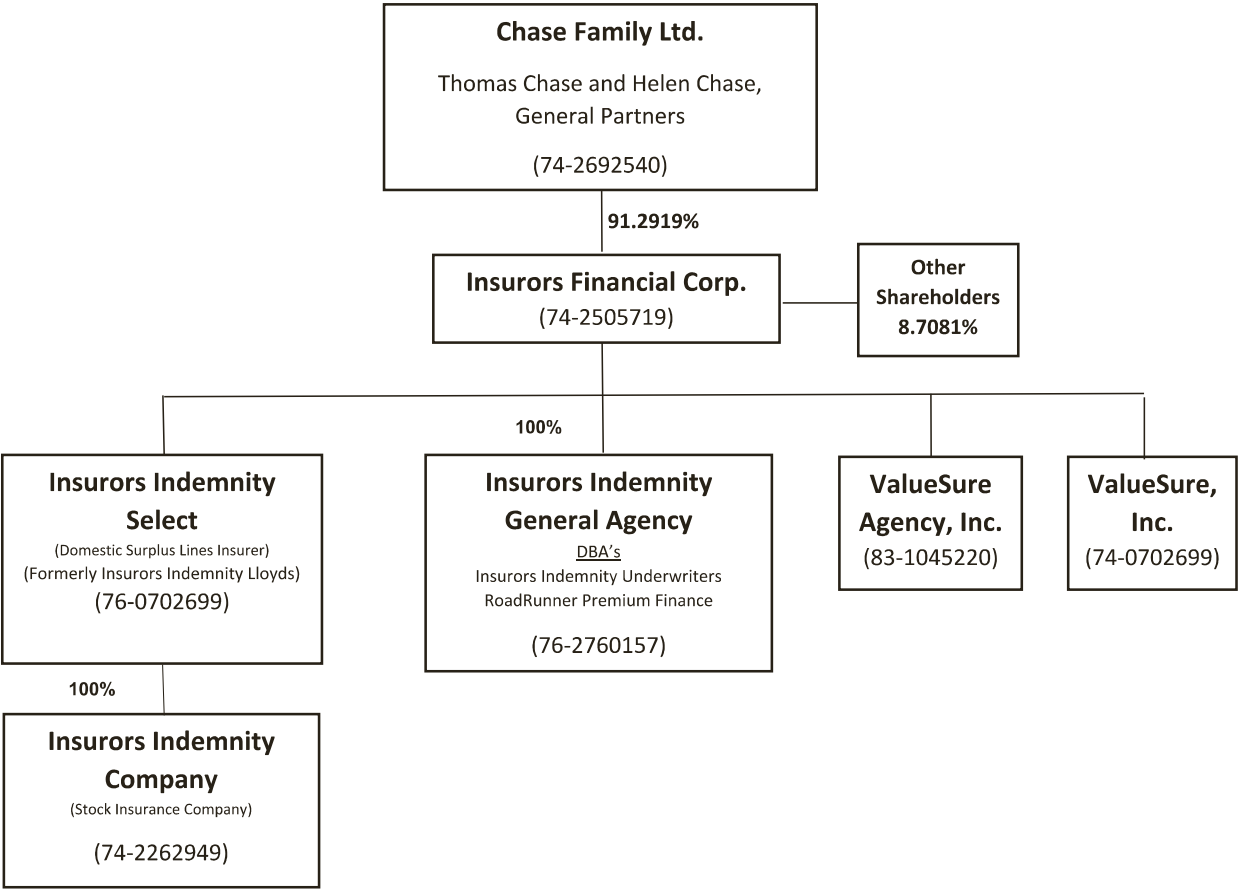 Chase Family Ltd.
Thomas Chase and Helen Chase,
General Partners
(74-2692540)
91.2919%
Insurors Financial Corp.
(74-2505719)
Other
Shareholders
8.7081%
100%
Insurors Indemnity
Select
(Domestic Surplus Lines Insurer)
(Formerly Insurors Indemnity Lloyds)
(76-0702699)
Insurors Indemnity
General Agency
DBA's
Insurors Indemnity Underwriters
RoadRunner Premium Finance
(76-2760157)
ValueSure
Agency, Inc.
(83-1045220)
ValueSure,
Inc.
(74-0702699)
100%
Insurors Indemnity
Company
(Stock Insurance Company)
(74-2262949)